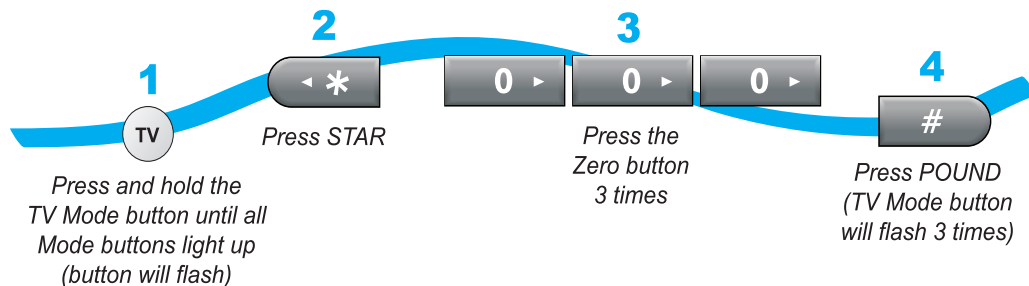 1
TV
Press and hold the
TV Mode button until all
Mode buttons light up
(button will flash)
2
*
Press STAR
3
0 0 0
Press the
Zero button
3 times
4
#
Press POUND
(TV Mode button
will flash 3 times)